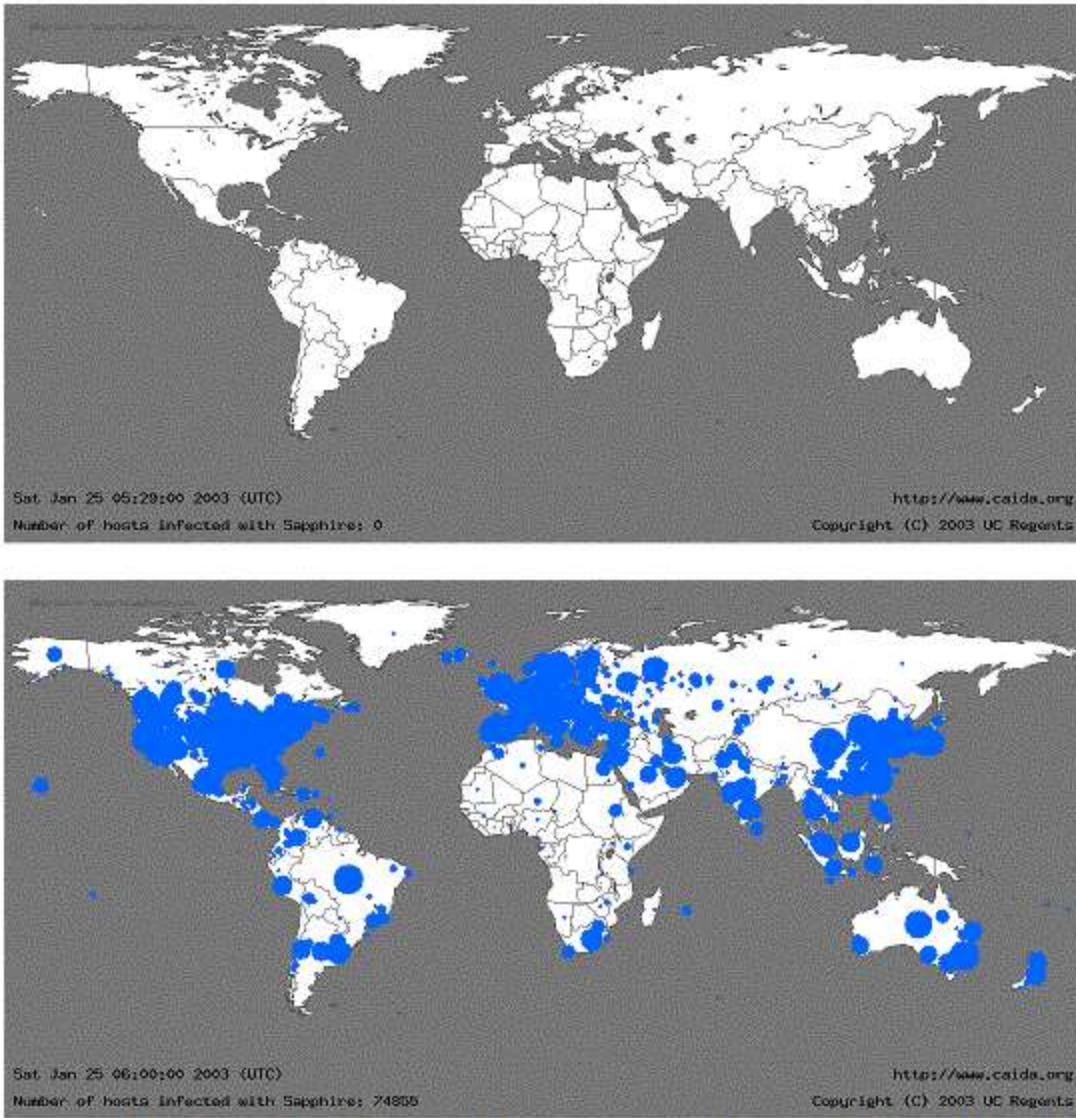 Sat Jan 25 05:29:00 2003 (UTC)
http://www.caida.org
Number of hosts infected with Sapphire: 0
Copyright (C) 2003 UC Regents
Sat Jan 25 06:00:00 2003 (UTC)
http://www.caida.org
Number of hosts infected with Sapphire: 74855
Copyright (C) 2003 UC Regents